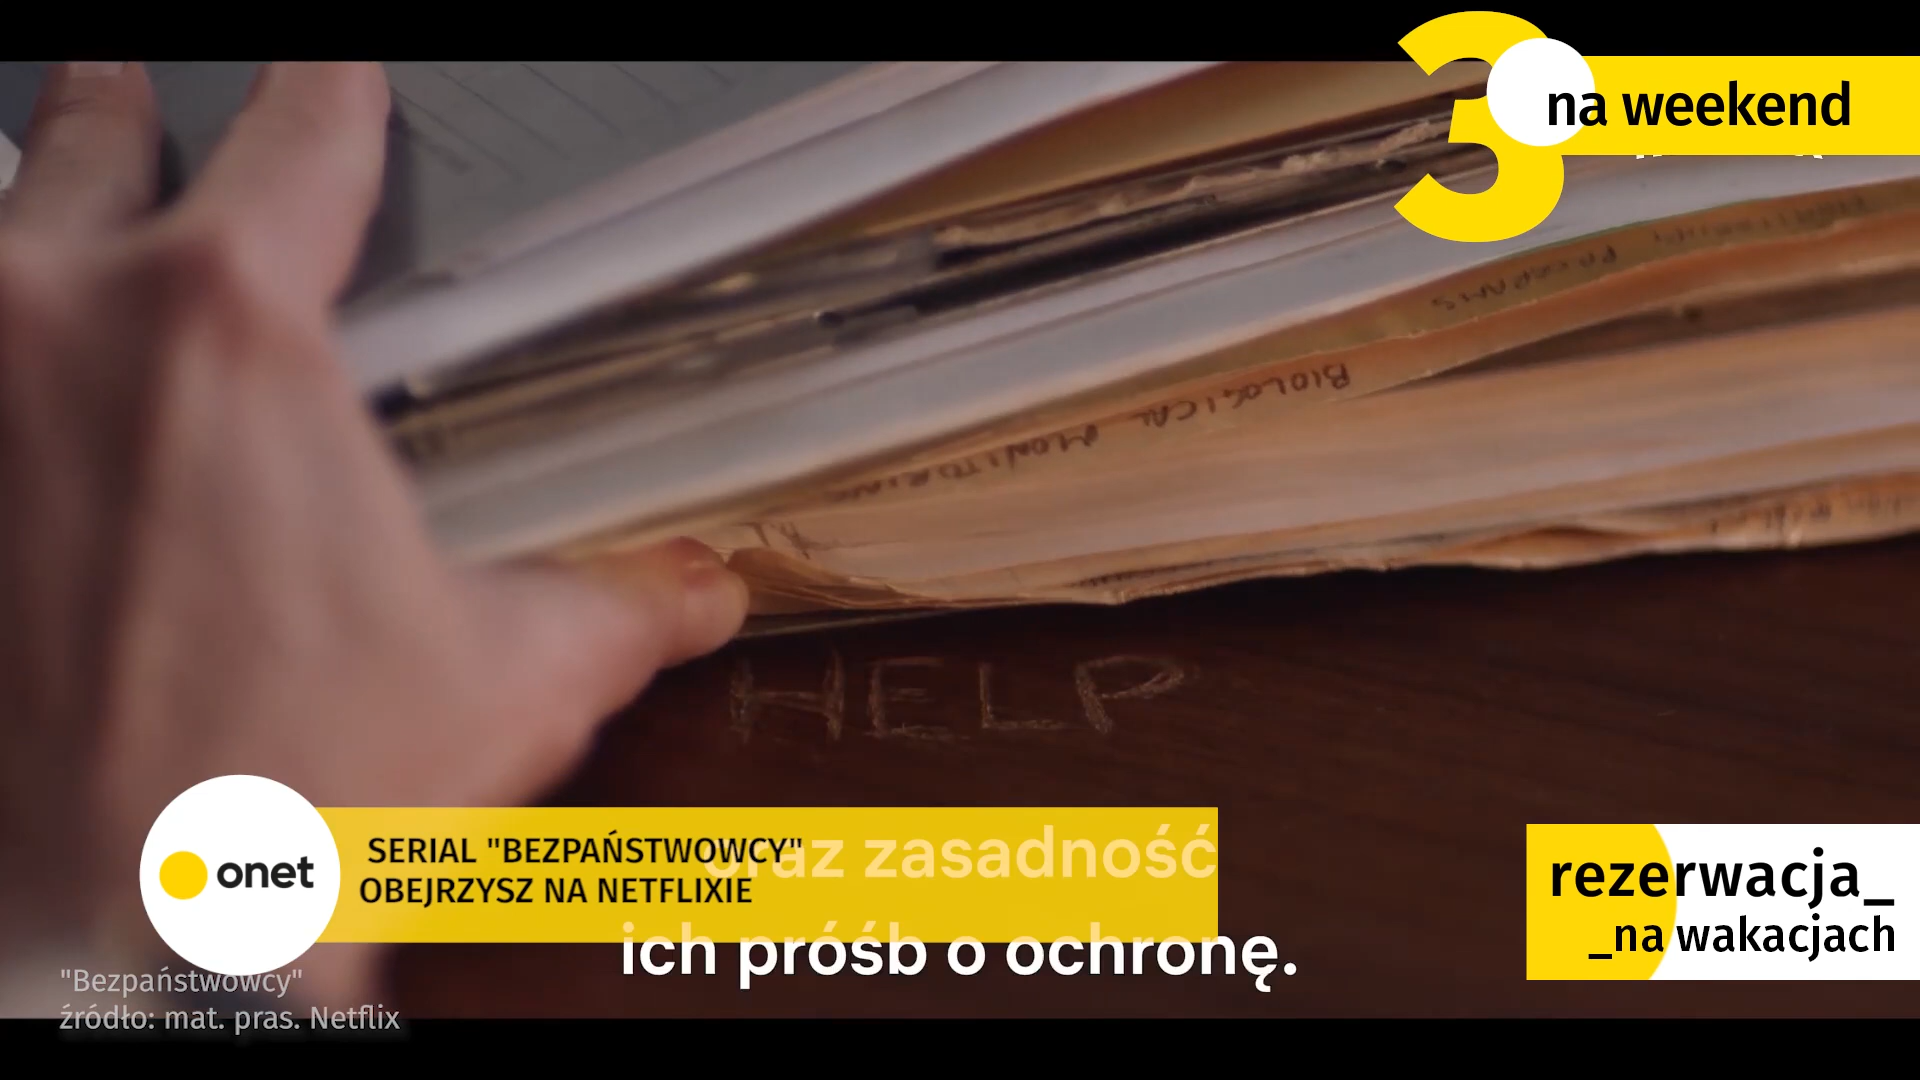 3 na weekend
BIOLOGICAL MONITORING
HELP
onet
SERIAL "BEZPAŃSTWOWCY"
OBEJRZYSZ NA NETFLIXIE
oraz zasadność
ich próśb o ochronę.
rezerwacja_
_na wakacjach
"Bezpaństwowcy"
źródło: mat. pras. Netflix